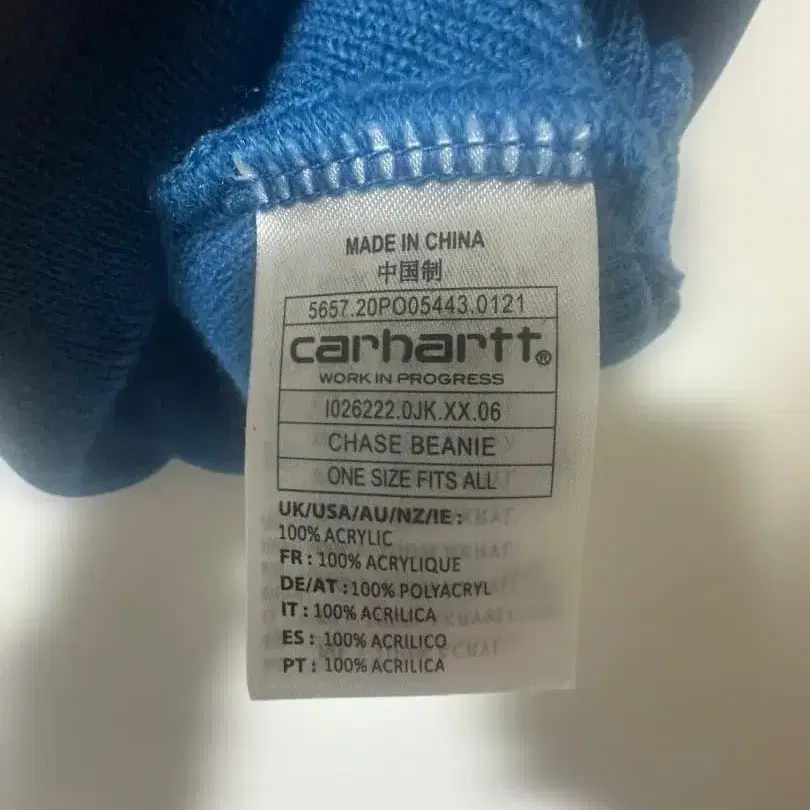 MADE IN CHINA
中国制
5657.20PO05443.0121
carhartt®
WORK IN PROGRESS
I026222.0JK.XX.06
CHASE BEANIE
ONE SIZE FITS ALL
UK/USA/AU/NZ/IE :
100% ACRYLIC
FR : 100% ACRYLIQUE
DE/AT : 100% POLYACRYL
IT : 100% ACRILICA
ES : 100% ACRILICO
PT : 100% ACRILICA